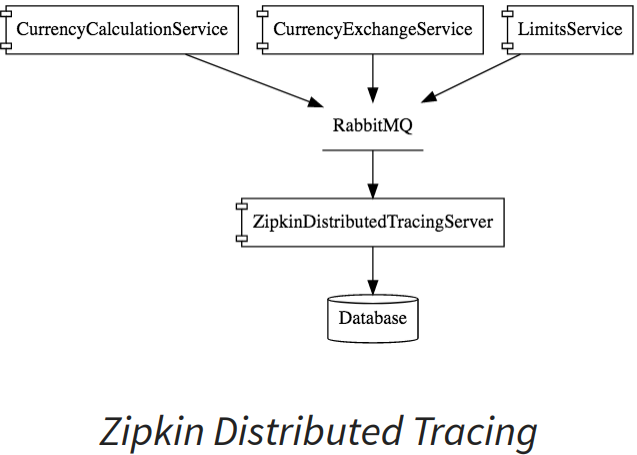 CurrencyCalculationService
CurrencyExchangeService
LimitsService
RabbitMQ
ZipkinDistributedTracingServer
Database
Zipkin Distributed Tracing